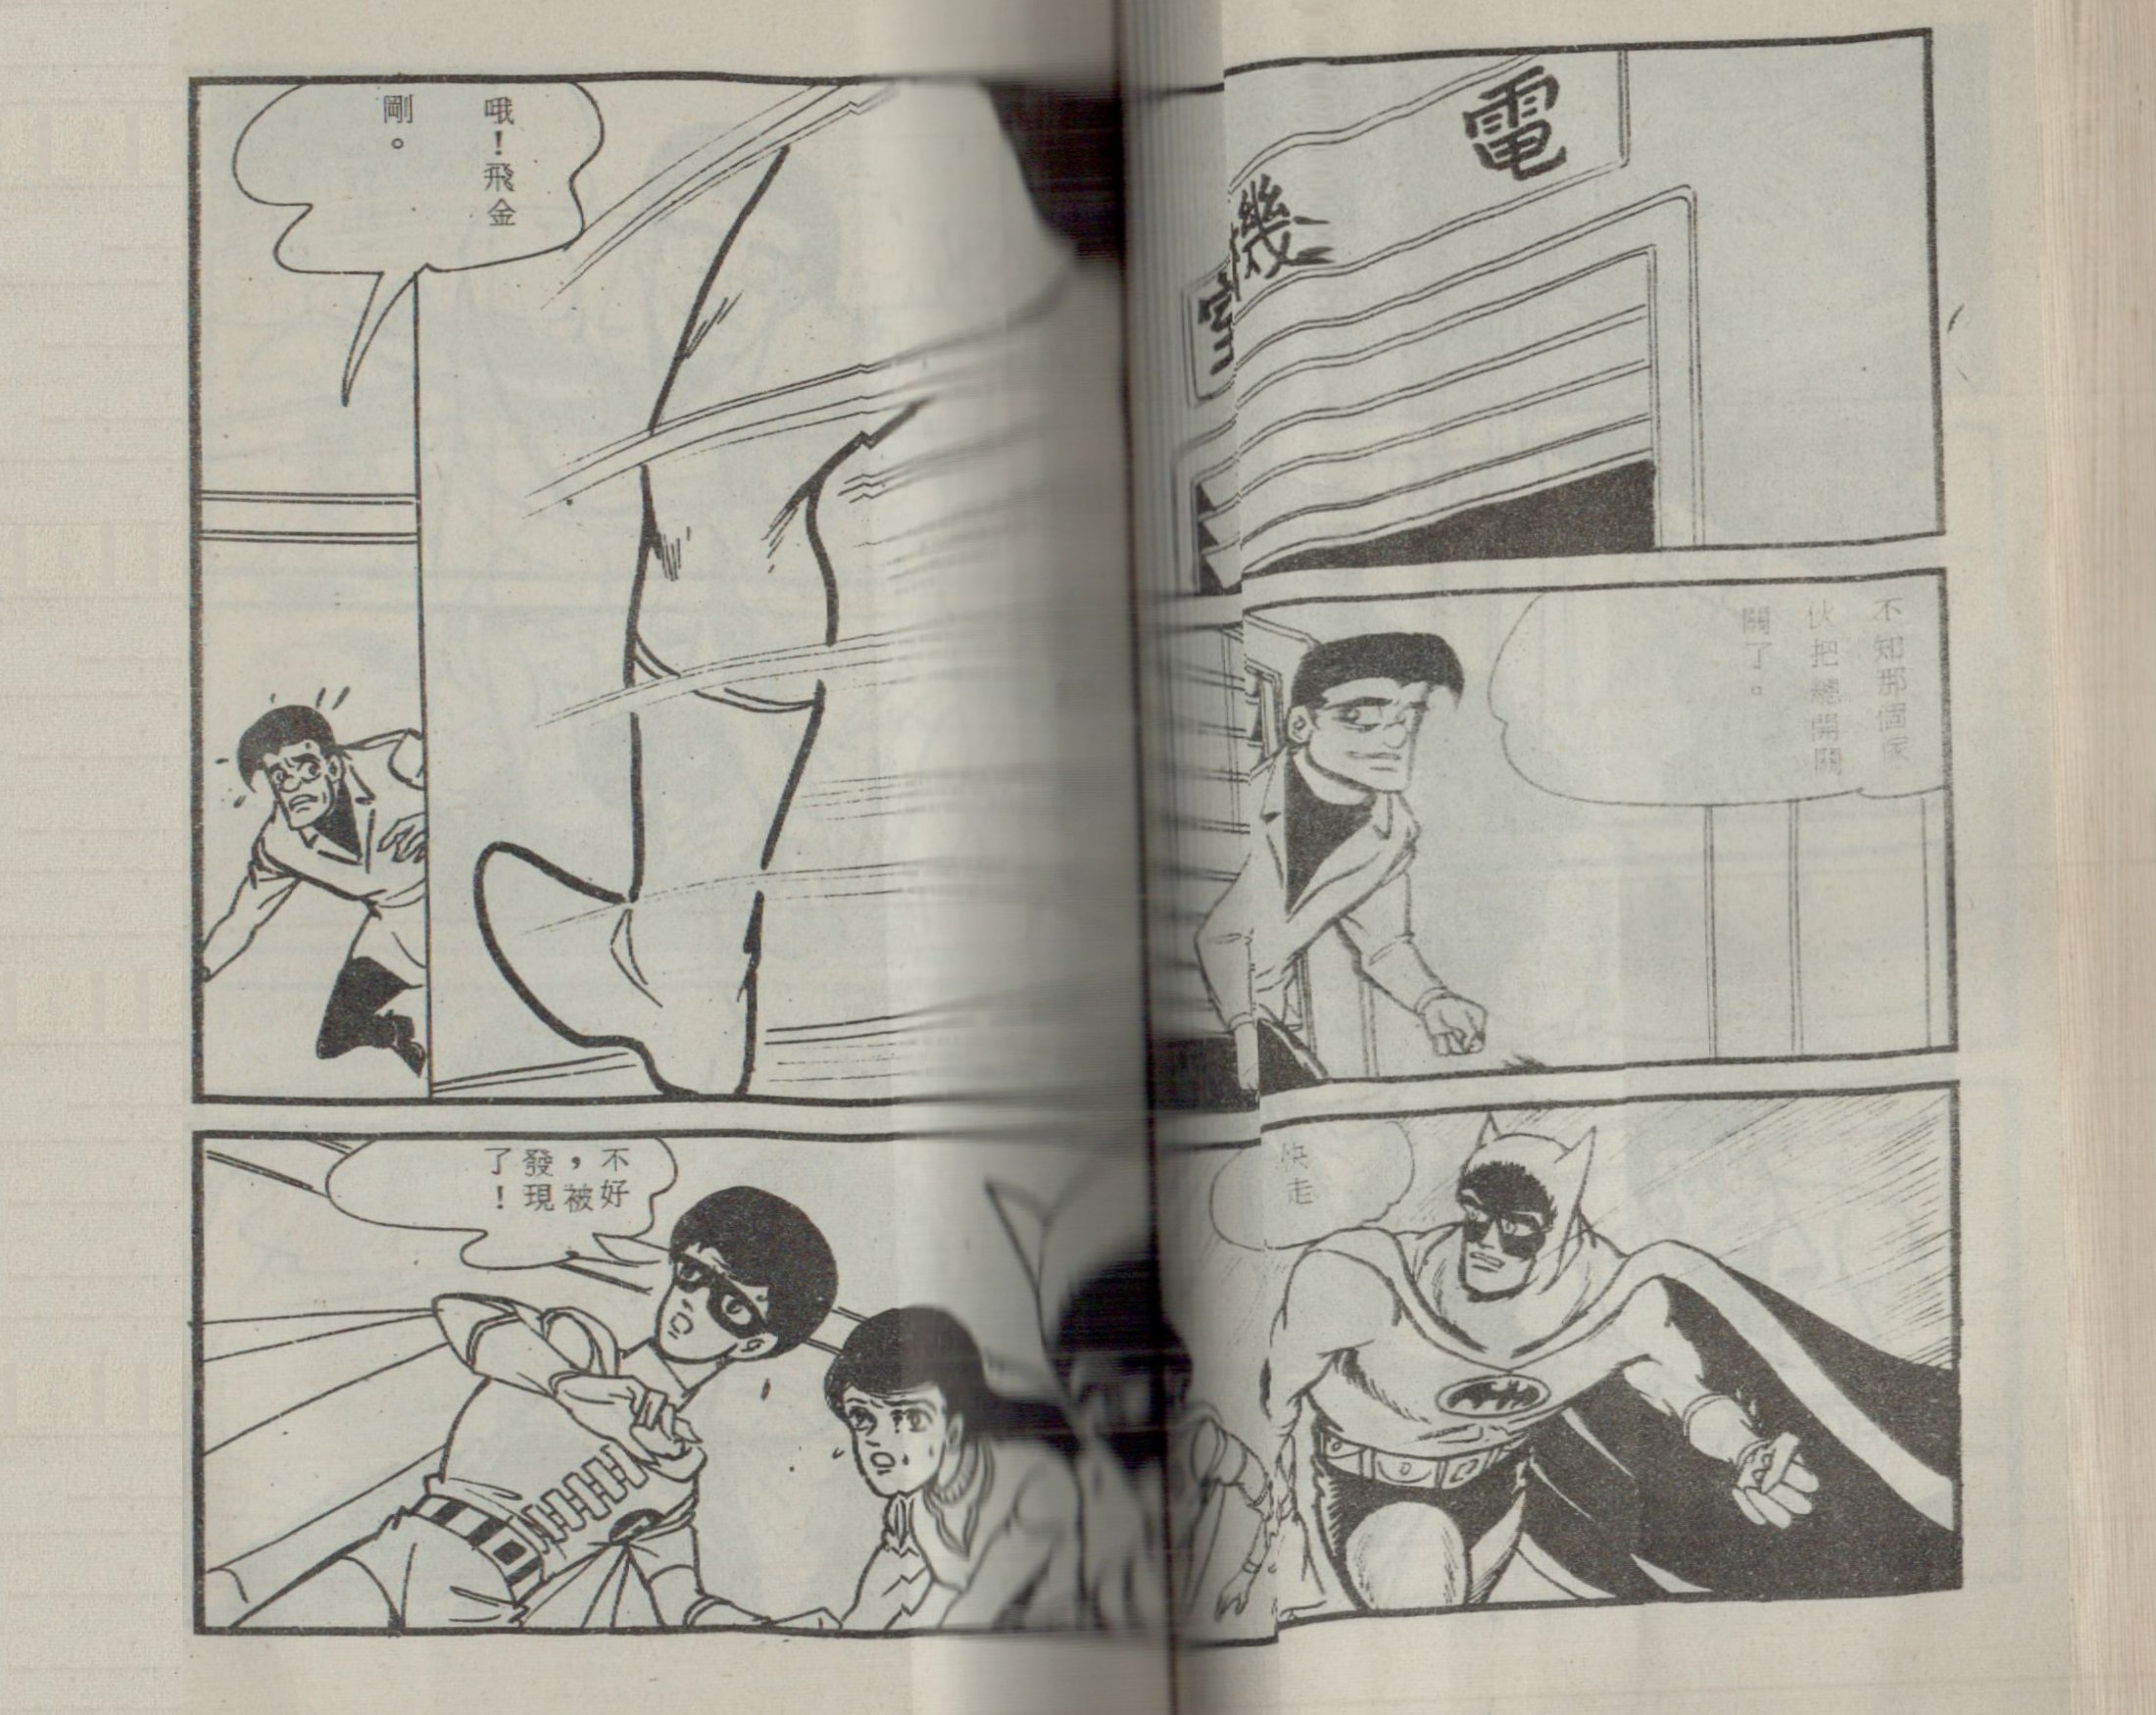 電機室
不知那個傢
伙把總開關
關了。
快走
哦！飛金
剛。
不好
，被
發現
了！